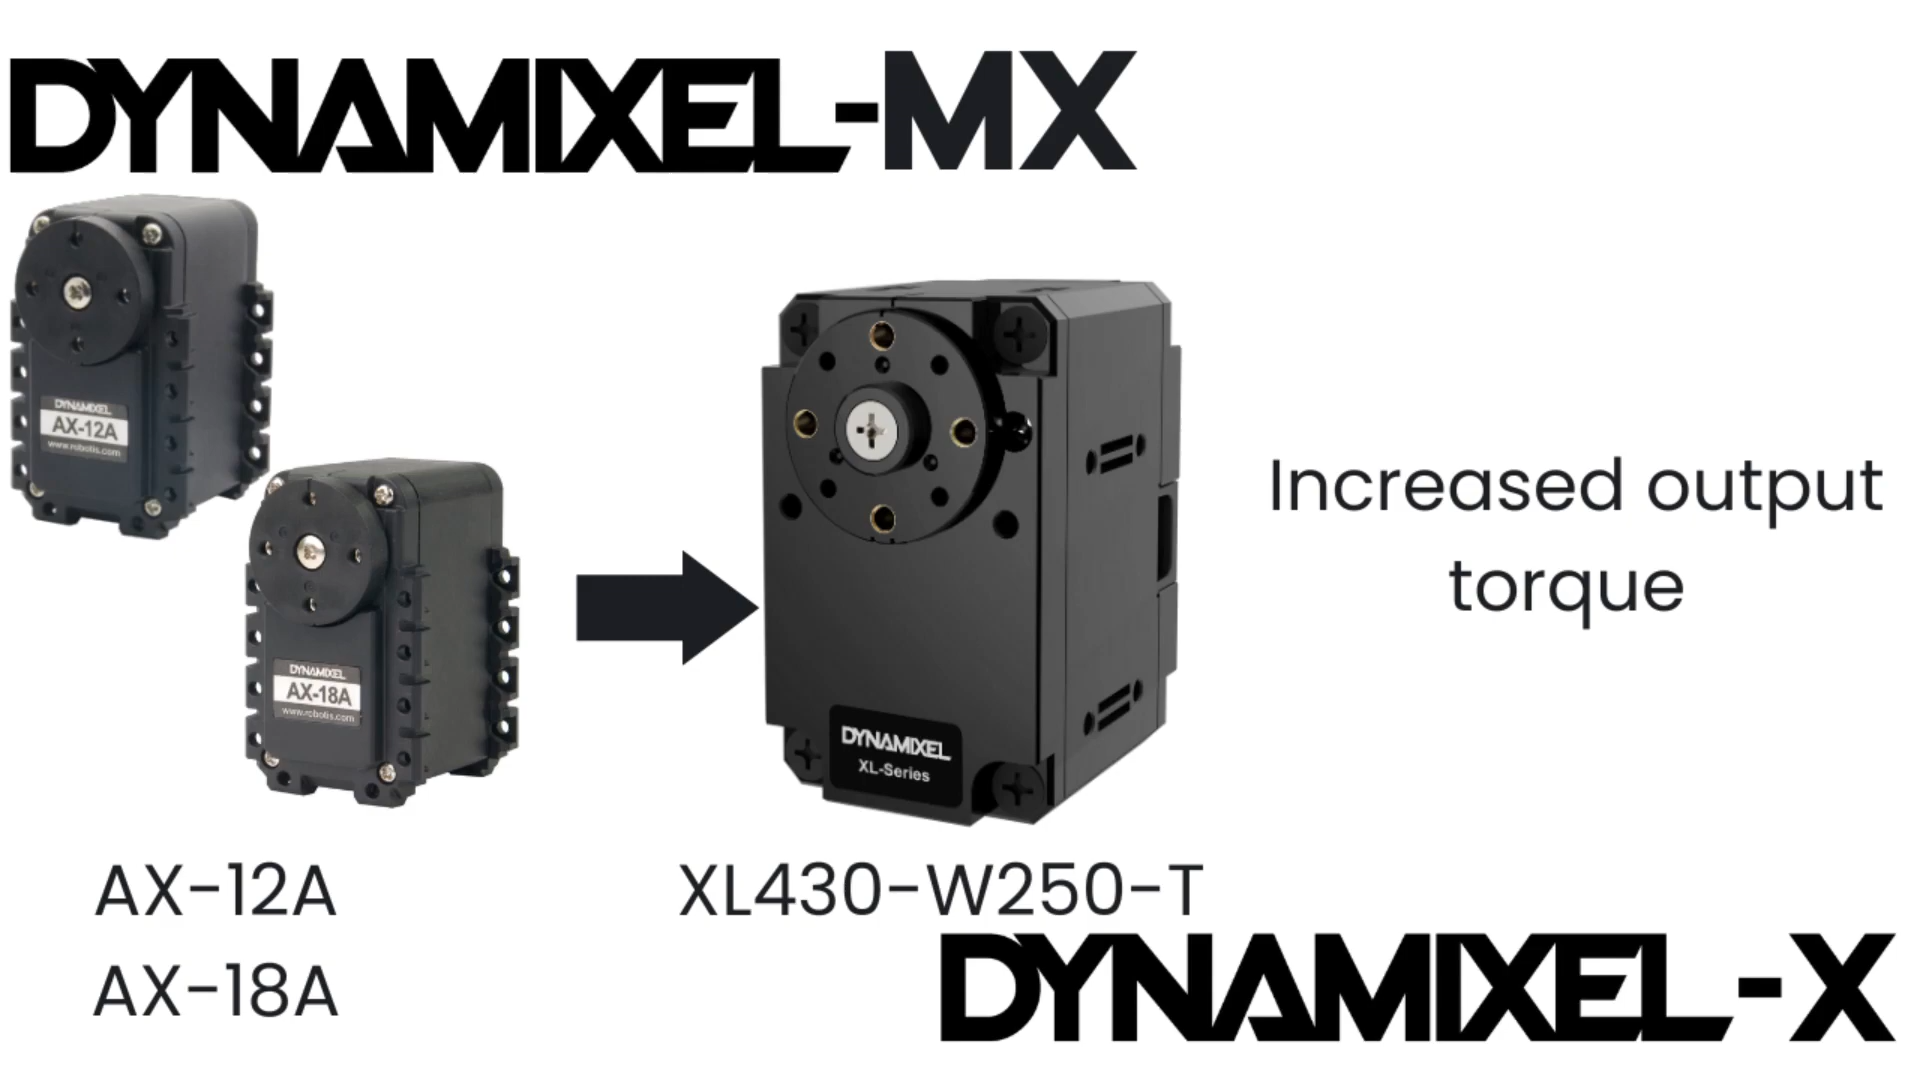 DYNAMIXEL-MX
DYNAMIXEL
AX-12A
www.robotis.com
DYNAMIXEL
AX-18A
www.robotis.com
DYNAMIXEL
XL-Series
Increased output
torque
AX-12A
AX-18A
XL430-W250-T
DYNAMIXEL-X